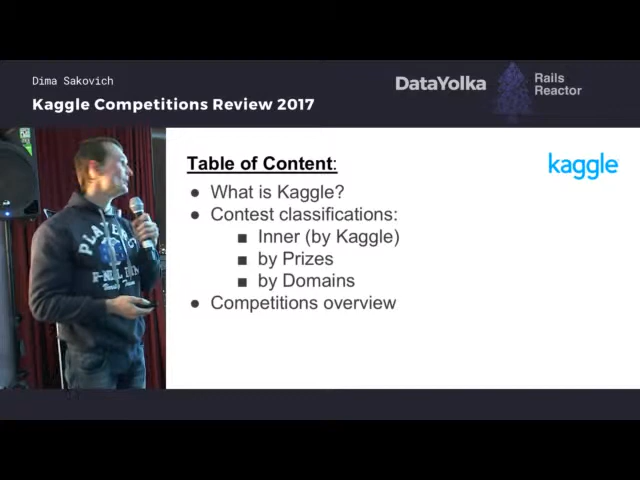 Dima Sakovich
Kaggle Competitions Review 2017
DataYolka
Rails
Reactor
Table of Content:
kaggle
● What is Kaggle?
● Contest classifications:
■ Inner (by Kaggle)
■ by Prizes
■ by Domains
● Competitions overview
PLAYERS